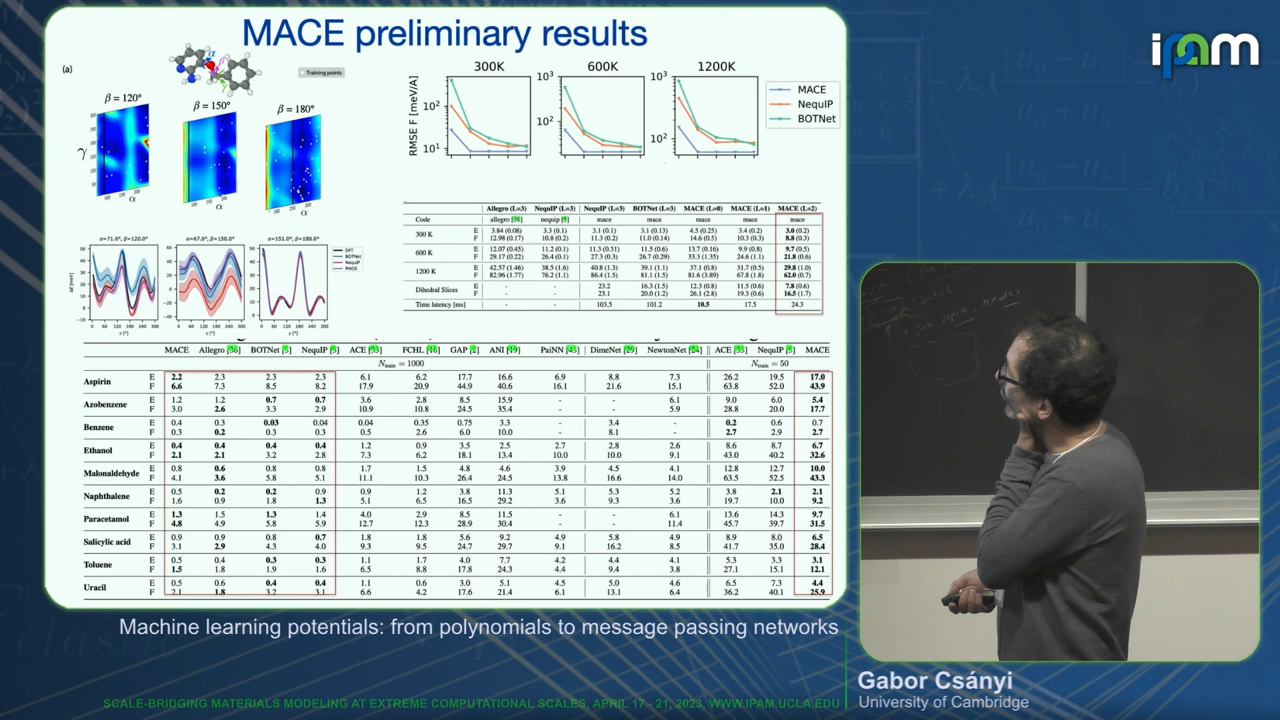 MACE preliminary results
(a)
α
Training points
β = 120°
β = 150°
β = 180°
γ
α
α
α
α=71.0°, β=120.0°
α=67.0°, β=150.0°
α=151.0°, β=180.0°
DFT
BOTNet
NequIP
MACE
0 60 120 180 300
γ [°]
γ [°]
γ [°]
300K
600K
1200K
RMSE F [meV/A]
10² 10¹
10³ 10²
10³ 10²
MACE
NequIP
BOTNet
Allegro (L=3) NequIP (L=3) NequIP (L=3) BOTNet (L=3) MACE (L=0) MACE (L=1) MACE (L=2)
Code allegro [36] nequip [5] mace mace mace mace mace
300 K E 3.84 (0.08) 3.3 (0.1) 3.1 (0.1) 3.1 (0.13) 4.5 (0.25) 3.4 (0.2) 3.0 (0.2)
F 12.98 (0.17) 10.8 (0.2) 11.3 (0.2) 11.0 (0.14) 14.6 (0.5) 10.3 (0.3) 8.8 (0.3)
600 K E 12.07 (0.45) 11.2 (0.1) 11.3 (0.31) 11.5 (0.6) 13.7 (0.16) 9.9 (0.8) 9.7 (0.5)
F 29.17 (0.22) 26.4 (0.1) 27.3 (0.3) 26.7 (0.29) 33.3 (1.35) 24.6 (1.1) 21.8 (0.6)
1200 K E 42.57 (1.46) 38.5 (1.6) 40.8 (1.3) 39.1 (1.1) 37.1 (0.8) 31.7 (0.5) 29.8 (1.0)
F 82.96 (1.77) 76.2 (1.1) 86.4 (1.5) 81.1 (1.5) 81.6 (3.89) 67.8 (1.8) 62.0 (0.7)
Dihedral Slices E - - 23.2 16.3 (1.5) 12.3 (0.8) 11.5 (0.6) 7.8 (0.6)
F - - 23.1 20.0 (1.2) 26.1 (2.8) 19.3 (0.6) 16.5 (1.7)
Time latency [ms] - - 103.5 101.2 10.5 17.5 24.3
MACE Allegro [36] BOTNet NequIP ACE FCHL GAP ANI PaiNN DimeNet NewtonNet [24] ACE NequIP MACE
N train = 1000 N train = 50
Aspirin E 2.2 2.3 2.3 2.3 6.1 6.2 17.7 16.6 6.9 8.8 7.3 26.2 19.5 17.0
F 6.6 7.3 8.5 8.2 17.9 20.9 44.9 40.6 16.1 21.6 15.1 63.8 52.0 43.9
Azobenzene E 1.2 1.2 0.7 0.7 3.6 2.8 8.5 15.9 - - 6.1 9.0 6.0 5.4
F 3.0 2.6 3.3 2.9 10.9 10.8 24.5 35.4 - - 5.9 28.8 20.0 17.7
Benzene E 0.4 0.3 0.03 0.04 0.04 0.35 0.75 3.3 - 3.4 - 0.2 0.6 0.7
F 0.3 0.2 0.3 0.3 0.5 2.6 6.0 10.0 - 8.1 - 2.7 2.9 2.7
Ethanol E 0.4 0.4 0.4 0.4 1.2 0.9 3.5 2.5 2.7 2.8 2.6 8.6 8.7 6.7
F 2.1 2.1 3.2 2.8 7.3 6.2 18.1 13.4 10.0 10.0 9.1 43.0 40.2 32.6
Malonaldehyde E 0.8 0.6 0.8 0.8 1.7 1.5 4.8 4.6 3.9 4.5 4.1 12.8 12.7 10.0
F 4.1 3.6 5.8 5.1 11.1 10.3 26.4 24.5 13.8 16.6 14.0 63.5 52.5 43.3
Naphthalene E 0.5 0.2 0.2 0.9 0.9 1.2 3.8 11.3 5.1 5.3 5.2 3.8 2.1 2.1
F 1.6 0.9 1.8 1.3 5.1 6.5 16.5 29.2 3.6 9.3 3.6 19.7 10.0 9.2
Paracetamol E 1.3 1.5 1.3 1.4 4.0 2.9 8.5 11.5 - - 6.1 13.6 14.3 9.7
F 4.8 4.9 5.8 5.9 12.7 12.3 28.9 30.4 - - 11.4 45.7 39.7 31.5
Salicylic acid E 0.9 0.9 0.8 0.7 1.8 1.8 5.6 9.2 4.9 5.8 4.9 8.9 8.0 6.5
F 3.1 2.9 4.3 4.0 9.3 9.5 24.7 29.7 9.1 16.2 8.5 41.7 35.0 28.4
Toluene E 0.5 0.4 0.3 0.3 1.1 1.7 4.0 7.7 4.2 4.4 4.1 5.3 3.3 3.1
F 1.5 1.8 1.9 1.6 6.5 8.8 17.8 24.3 4.4 9.4 3.8 27.1 15.1 12.1
Uracil E 0.5 0.6 0.4 0.4 1.1 0.6 3.0 5.1 4.5 5.0 4.6 6.5 7.3 4.4
F 2.1 1.8 3.2 3.1 6.6 4.2 17.6 21.4 6.1 13.1 6.4 36.2 40.1 25.9
Machine learning potentials: from polynomials to message passing networks
ipam
Gabor Csányi
University of Cambridge
SCALE-BRIDGING MATERIALS MODELING AT EXTREME COMPUTATIONAL SCALES, APRIL 17 - 21, 2023, WWW.IPAM.UCLA.EDU